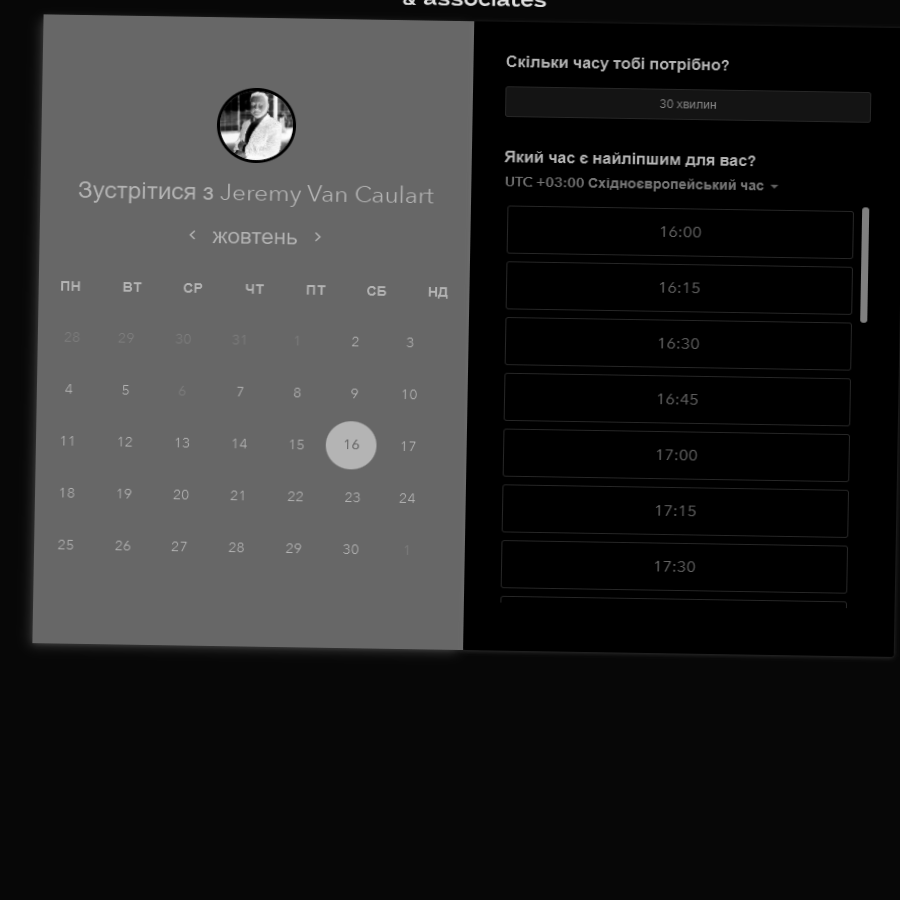 & associates
Зустрітися з Jeremy Van Caulart
жовтень
ПН ВТ СР ЧТ ПТ СБ НД
28 29 30 31 1 2 3
4 5 6 7 8 9 10
11 12 13 14 15 16 17
18 19 20 21 22 23 24
25 26 27 28 29 30 1
Скільки часу тобі потрібно?
30 хвилин
Який час є найліпшим для вас?
UTC +03:00 Східноєвропейський час
16:00
16:15
16:30
16:45
17:00
17:15
17:30